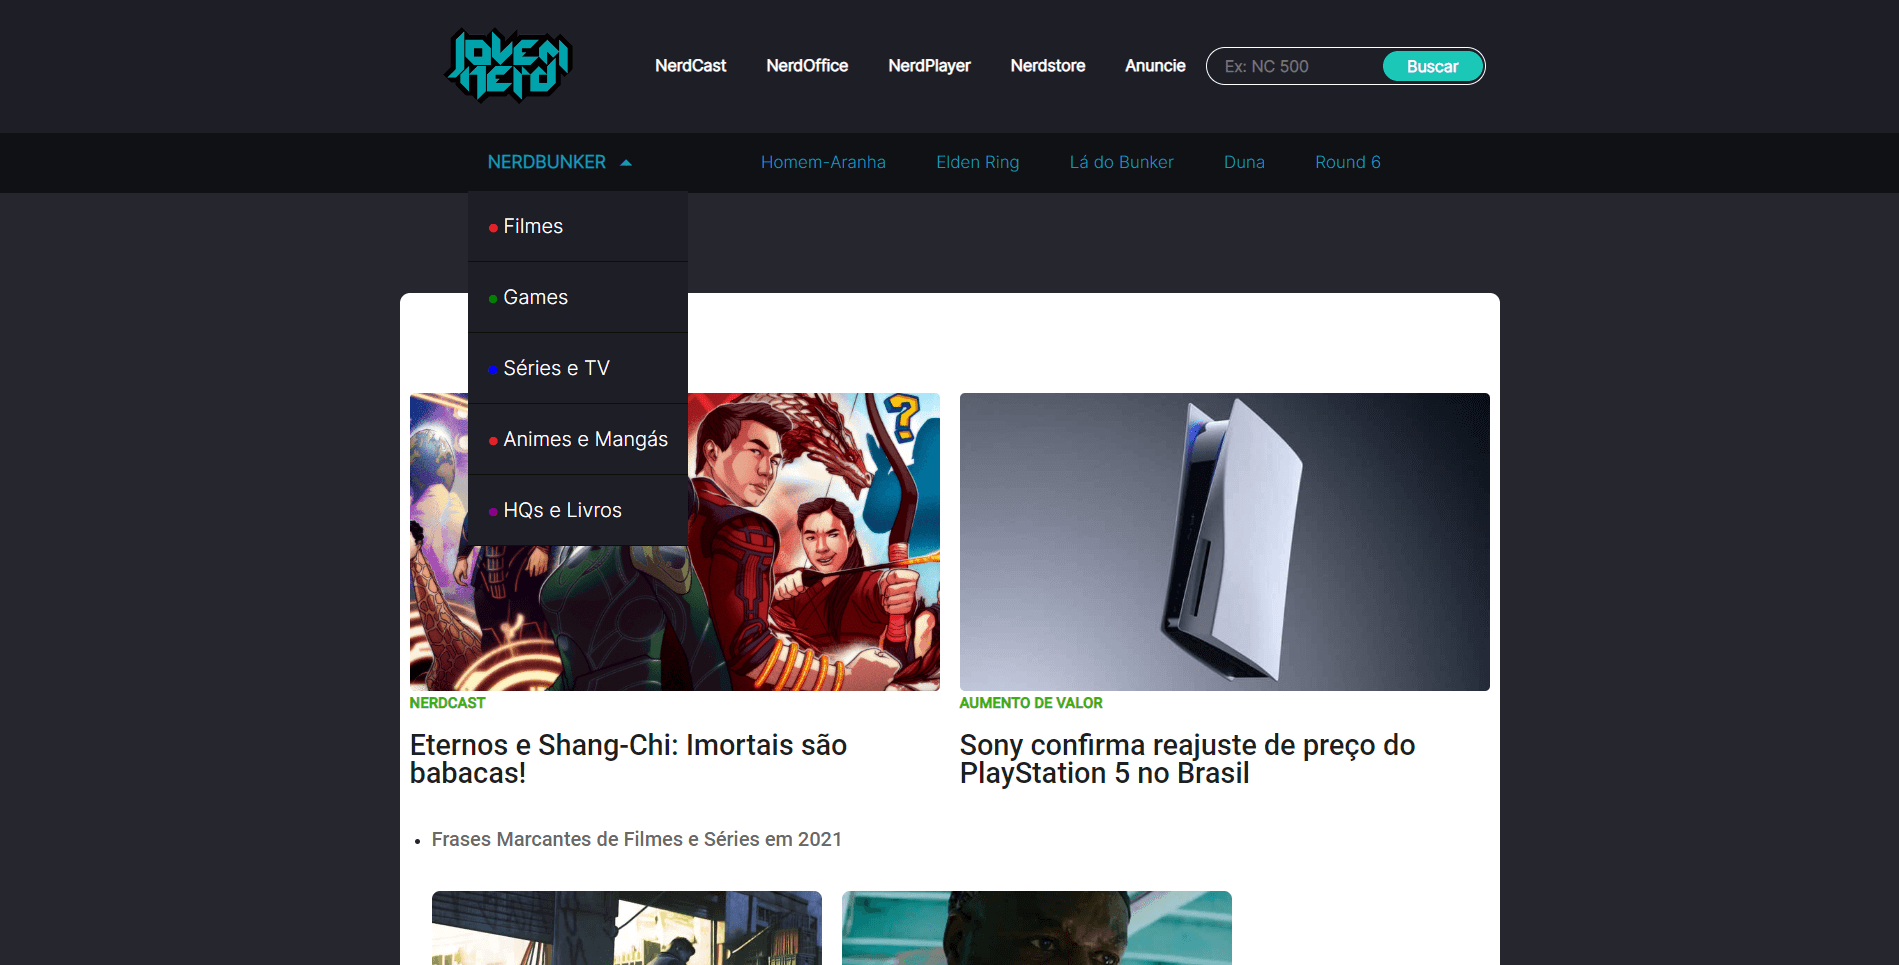 JOVEM
NERD
NerdCast NerdOffice NerdPlayer Nerdstore Anuncie Ex: NC 500 Buscar
NERDBUNKER Homem-Aranha Elden Ring Lá do Bunker Duna Round 6
Filmes
Games
Séries e TV
Animes e Mangás
HQs e Livros
?
NERDCAST
Eternos e Shang-Chi: Imortais são
babacas!
AUMENTO DE VALOR
Sony confirma reajuste de preço do
PlayStation 5 no Brasil
Frases Marcantes de Filmes e Séries em 2021